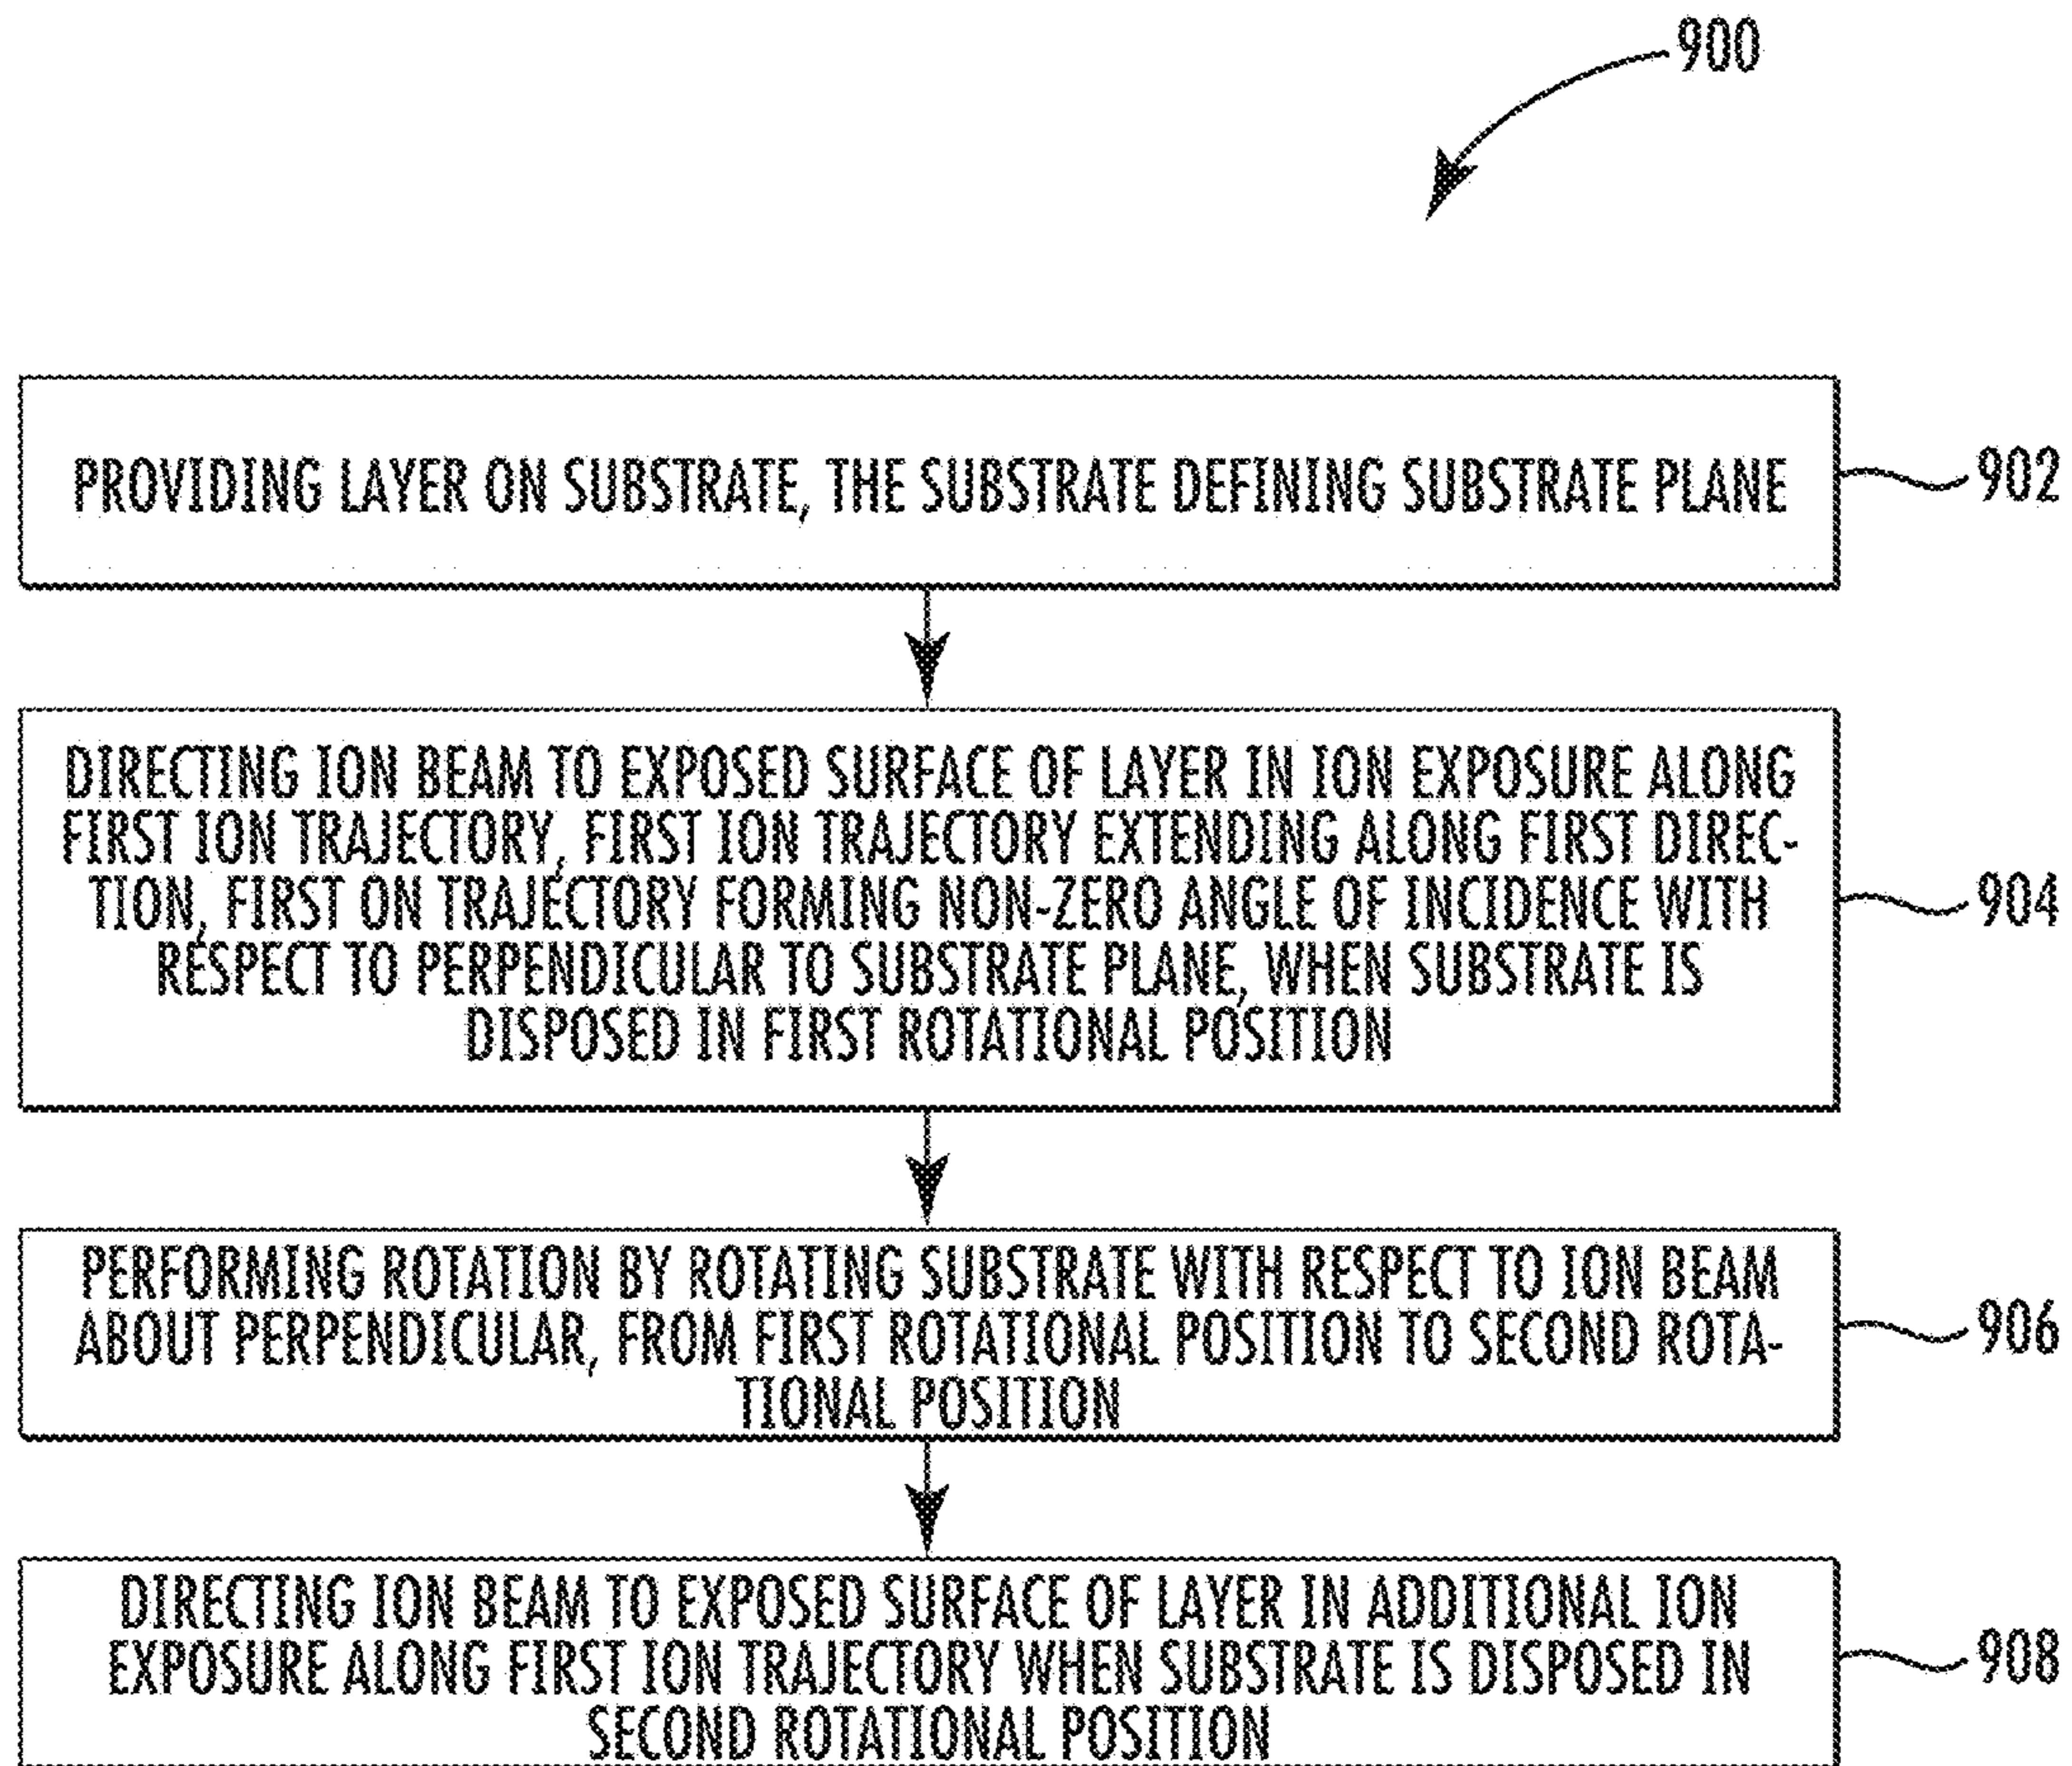 900
PROVIDING LAYER ON SUBSTRATE, THE SUBSTRATE DEFINING SUBSTRATE PLANE
902
DIRECTING ION BEAM TO EXPOSED SURFACE OF LAYER IN ION EXPOSURE ALONG
FIRST ION TRAJECTORY, FIRST ION TRAJECTORY EXTENDING ALONG FIRST DIREC-
TION, FIRST ON TRAJECTORY FORMING NON-ZERO ANGLE OF INCIDENCE WITH
RESPECT TO PERPENDICULAR TO SUBSTRATE PLANE, WHEN SUBSTRATE IS
DISPOSED IN FIRST ROTATIONAL POSITION
904
PERFORMING ROTATION BY ROTATING SUBSTRATE WITH RESPECT TO ION BEAM
ABOUT PERPENDICULAR, FROM FIRST ROTATIONAL POSITION TO SECOND ROTA-
TIONAL POSITION
906
DIRECTING ION BEAM TO EXPOSED SURFACE OF LAYER IN ADDITIONAL ION
EXPOSURE ALONG FIRST ION TRAJECTORY WHEN SUBSTRATE IS DISPOSED IN
SECOND ROTATIONAL POSITION
908